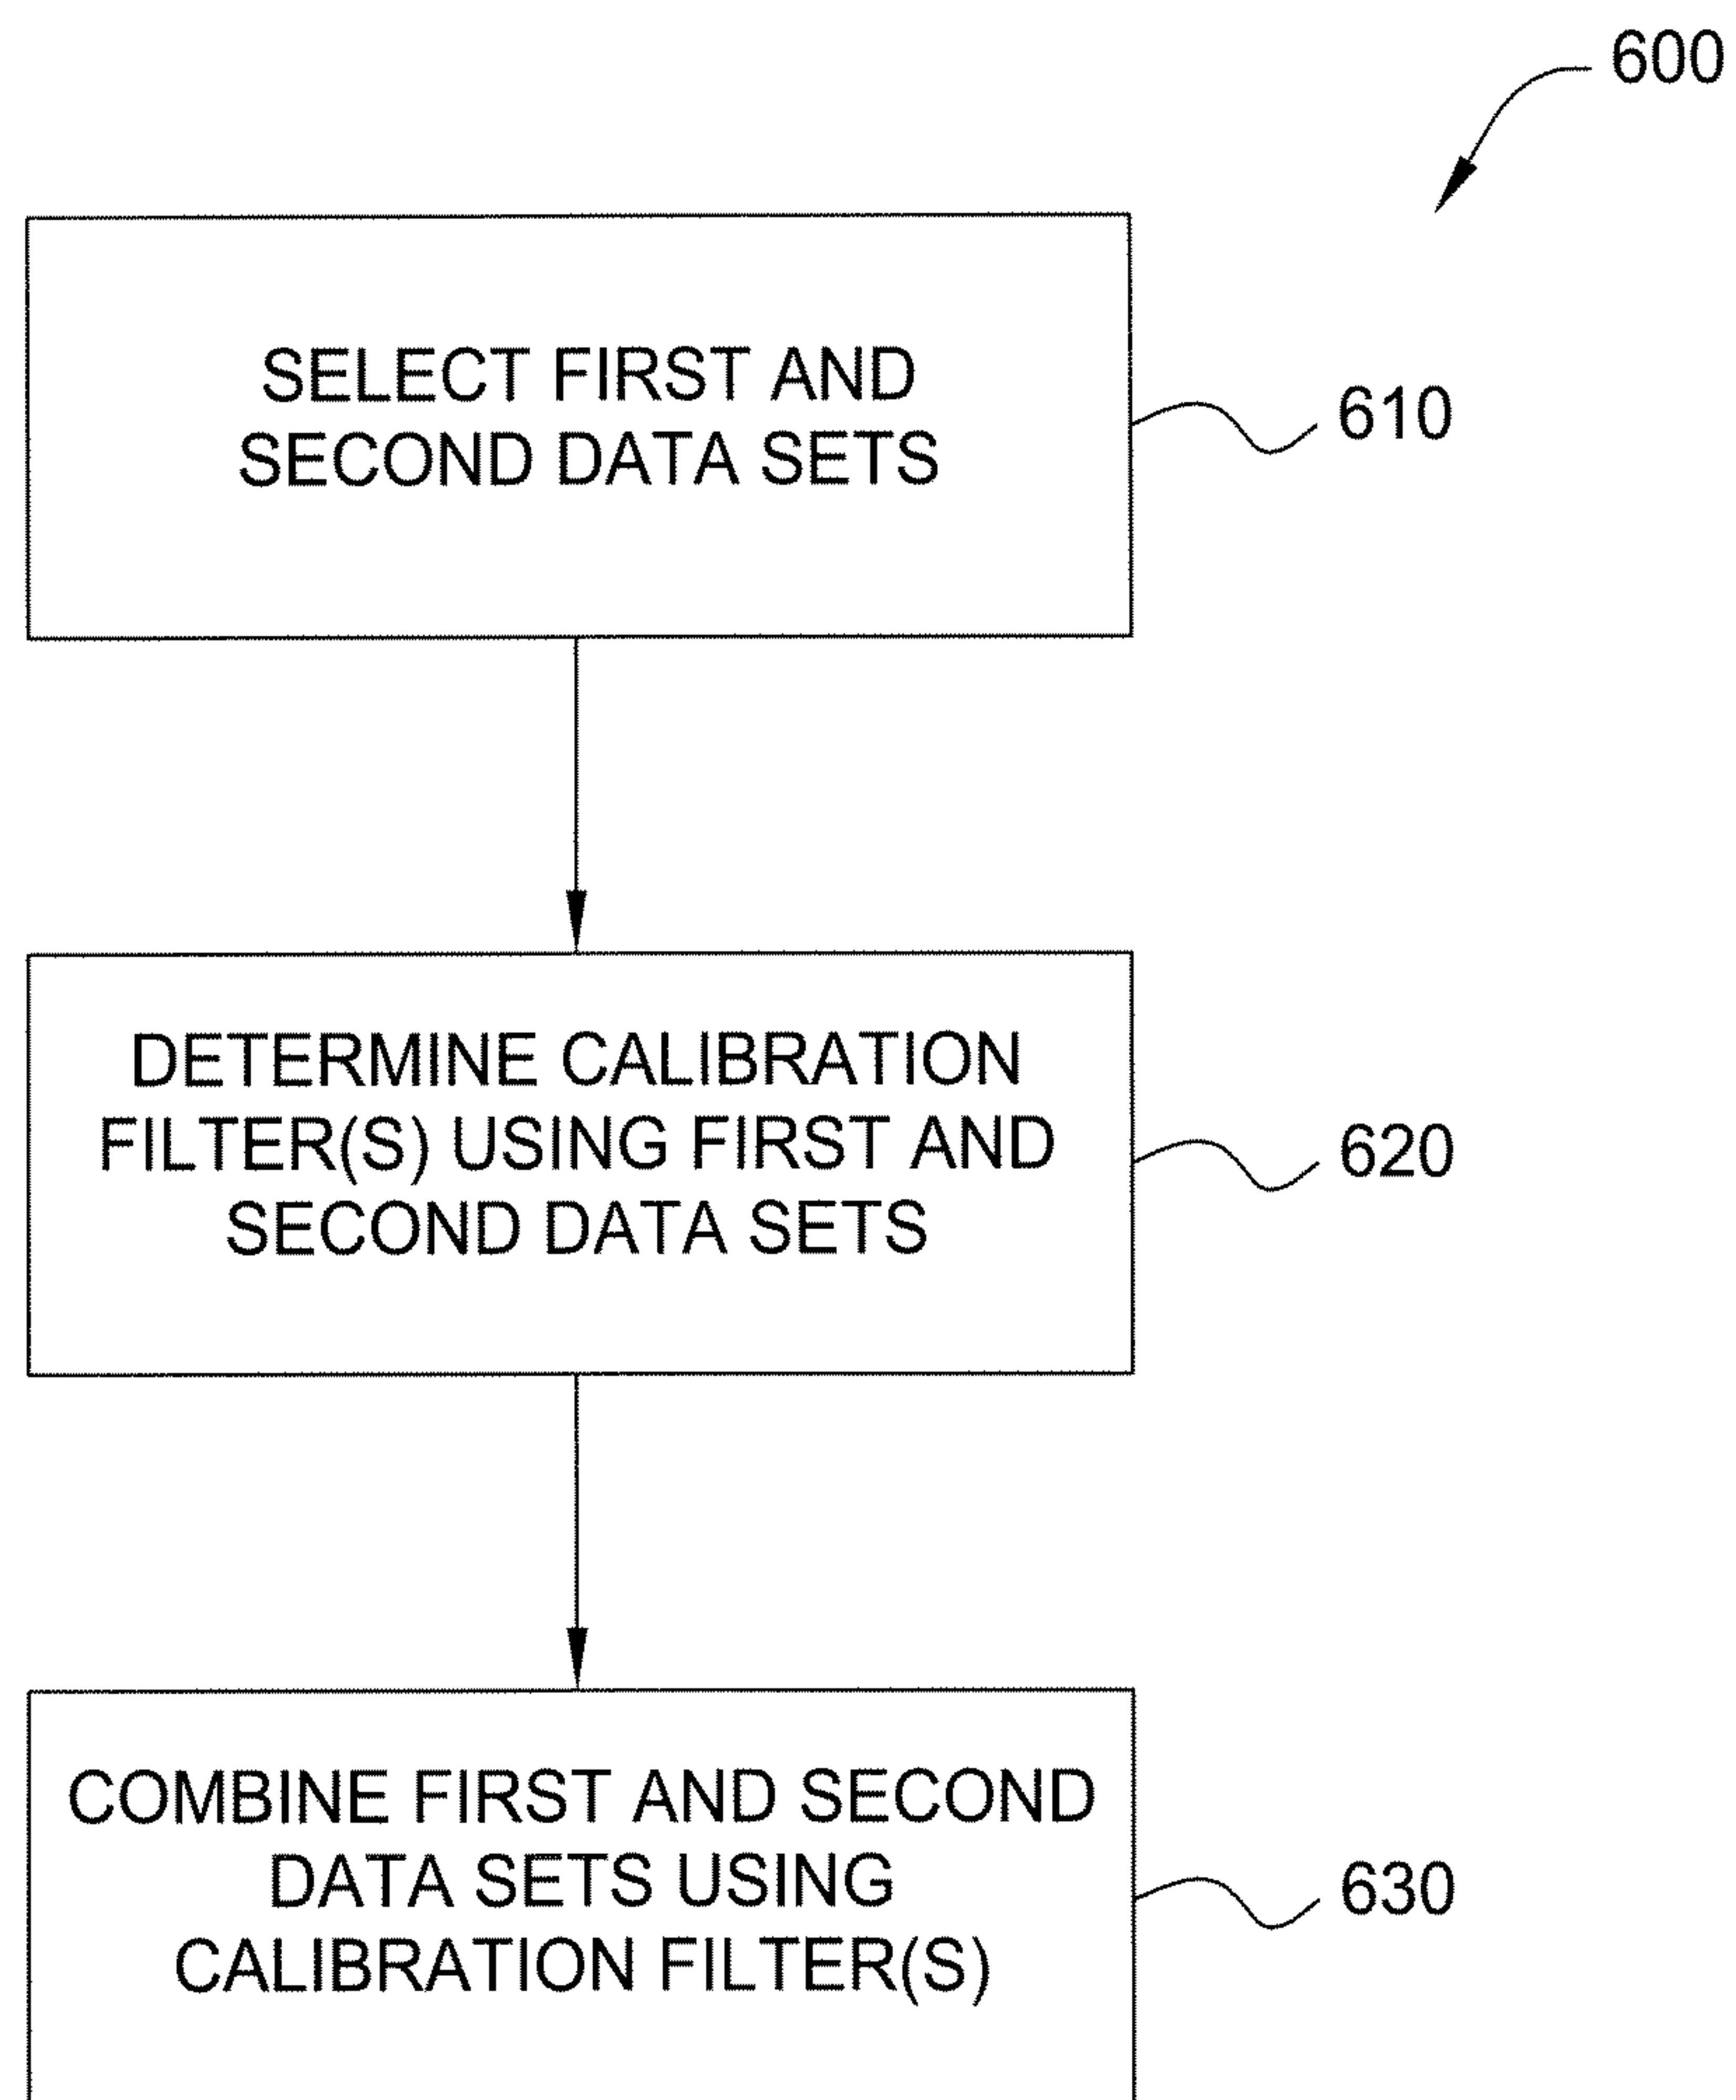 600
SELECT FIRST AND
SECOND DATA SETS
610
DETERMINE CALIBRATION
FILTER(S) USING FIRST AND
SECOND DATA SETS
620
COMBINE FIRST AND SECOND
DATA SETS USING
CALIBRATION FILTER(S)
630